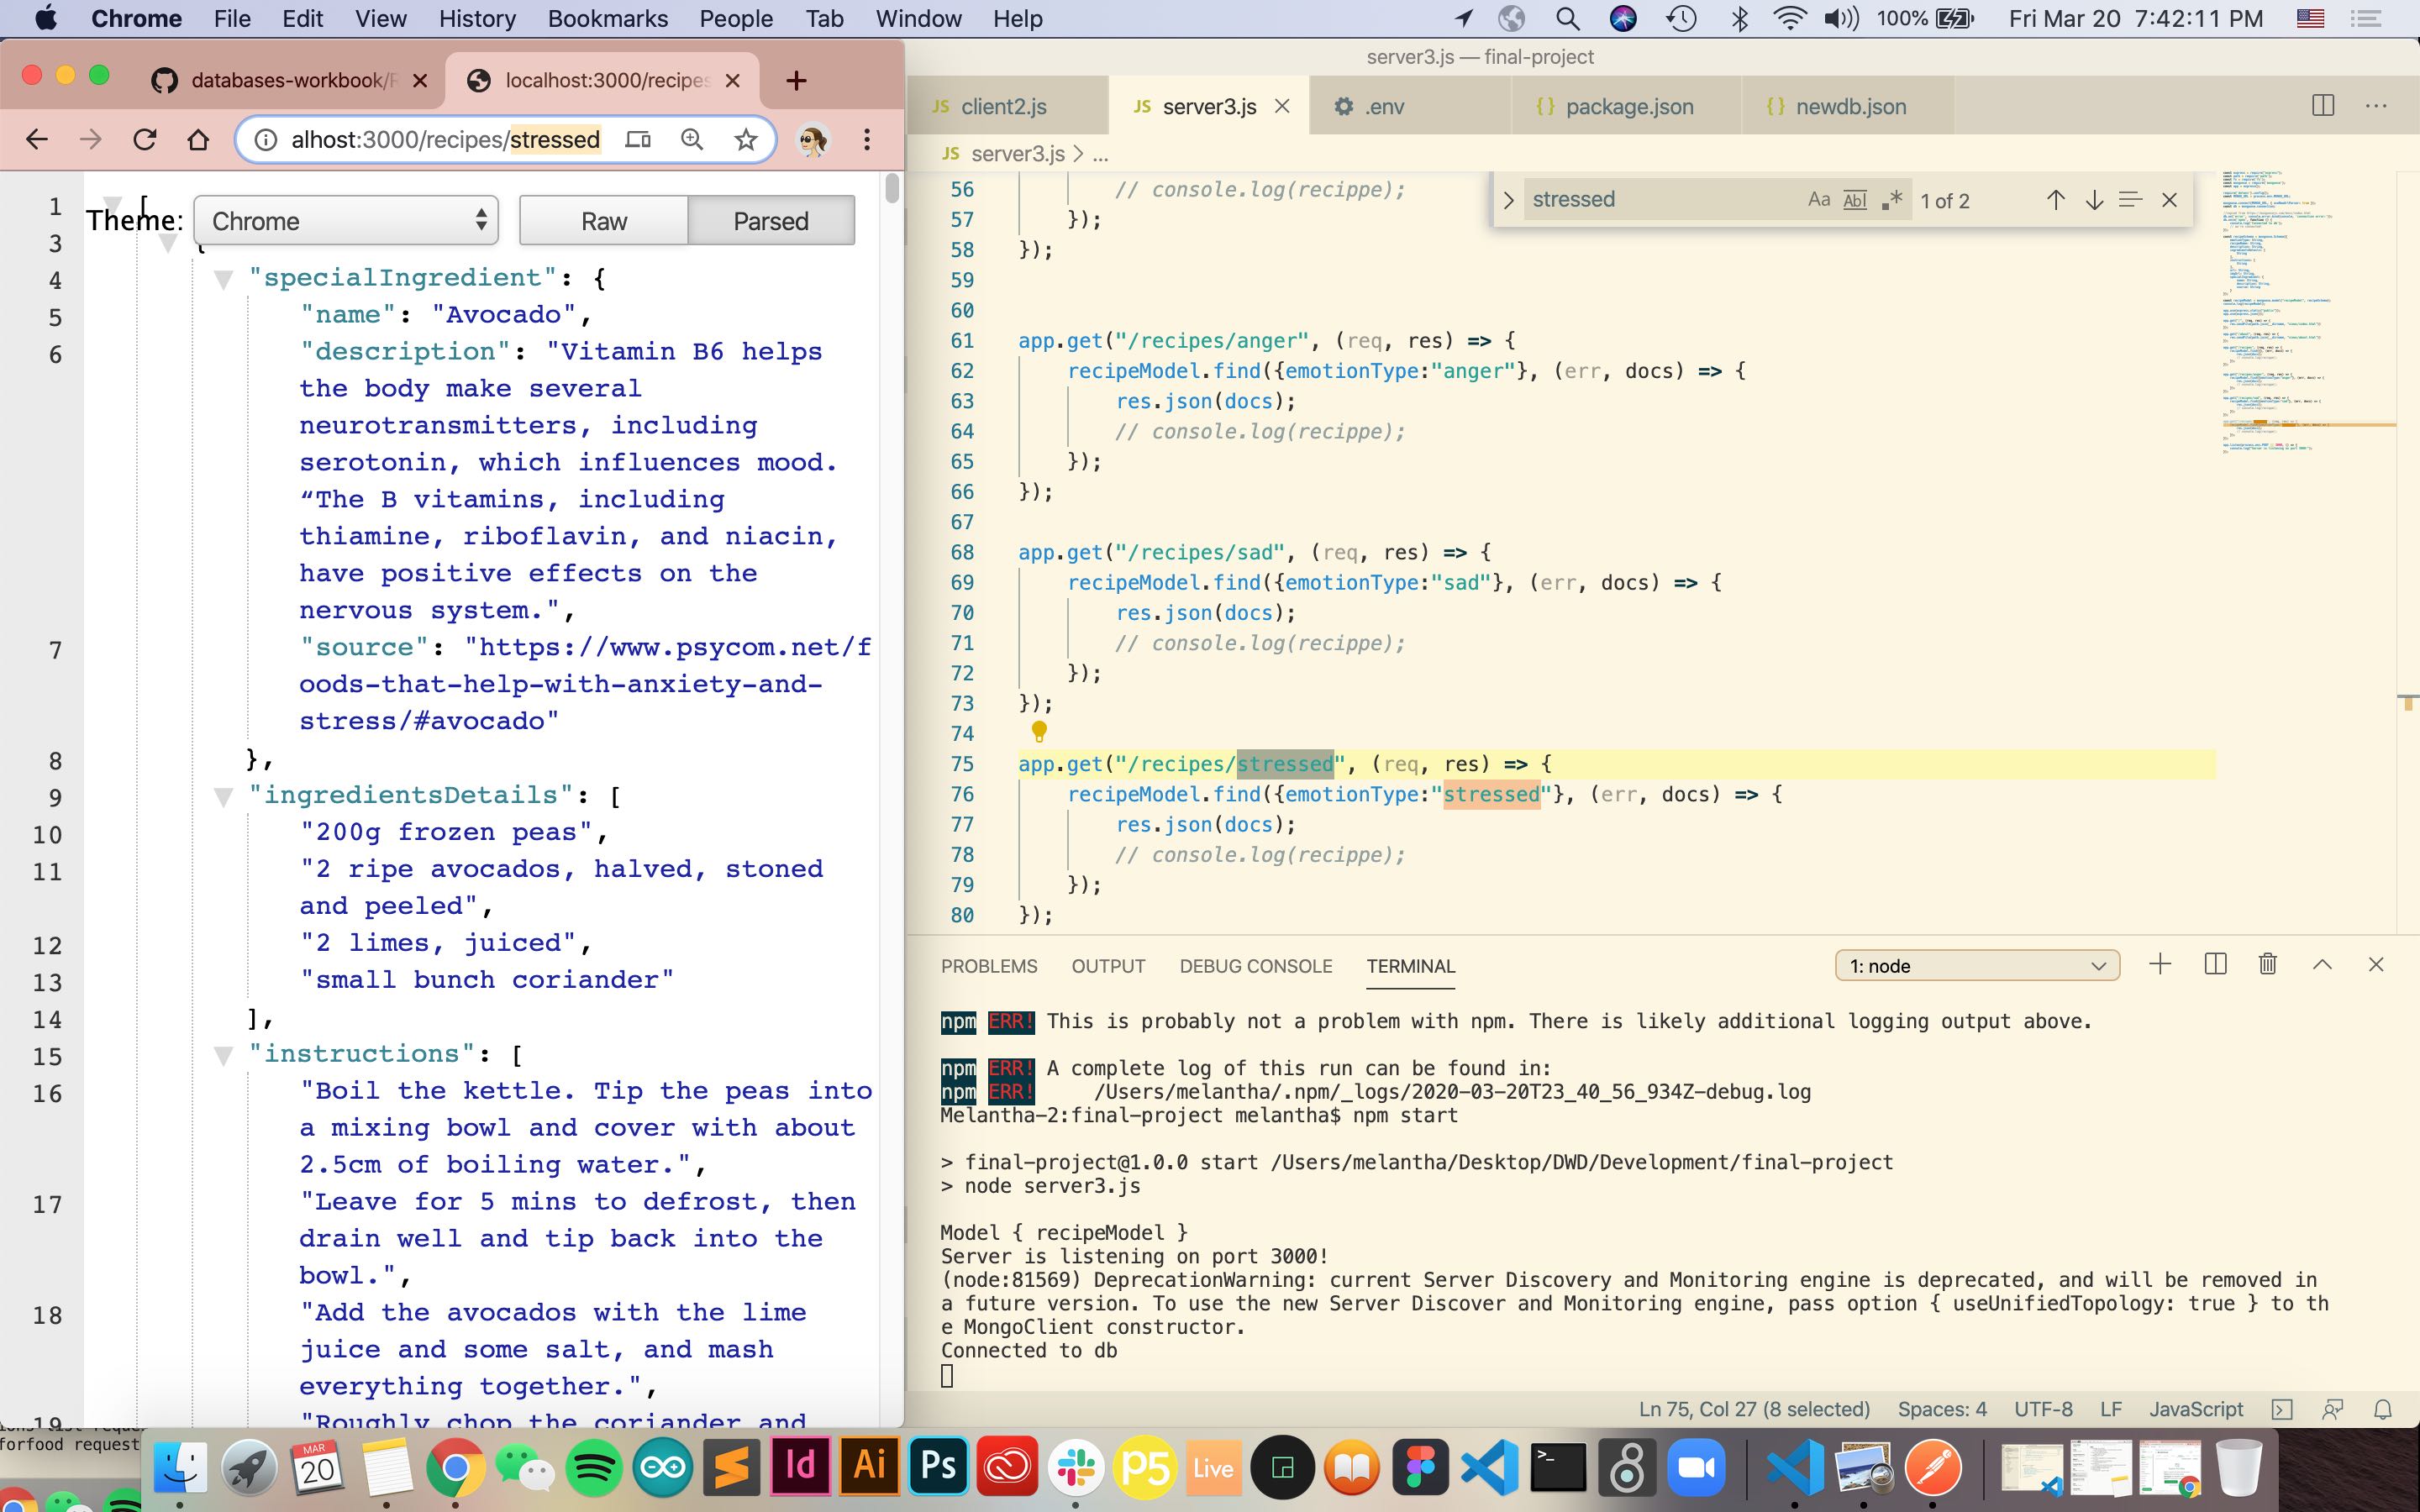 Chrome File Edit View History Bookmarks People Tab Window Help
100% Fri Mar 20 7:42:11 PM
databases-workbook/
localhost:3000/recipes
alhost:3000/recipes/stressed
Theme: Chrome Raw Parsed
1 [
3 {
4 "specialIngredient": {
5 "name": "Avocado",
6 "description": "Vitamin B6 helps
the body make several
neurotransmitters, including
serotonin, which influences mood.
“The B vitamins, including
thiamine, riboflavin, and niacin,
have positive effects on the
nervous system.",
7 "source": "https://www.psycom.net/f
oods-that-help-with-anxiety-and-
stress/#avocado"
8 },
9 "ingredientsDetails": [
10 "200g frozen peas",
11 "2 ripe avocados, halved, stoned
and peeled",
12 "2 limes, juiced",
13 "small bunch coriander"
14 ],
15 "instructions": [
16 "Boil the kettle. Tip the peas into
a mixing bowl and cover with about
2.5cm of boiling water.",
17 "Leave for 5 mins to defrost, then
drain well and tip back into the
bowl.",
18 "Add the avocados with the lime
juice and some salt, and mash
everything together.",
19 "Roughly chop the coriander and
server3.js — final-project
JS client2.js
JS server3.js
.env
{} package.json
{} newdb.json
JS server3.js > ...
stressed Aa Abl .* 1 of 2
56 // console.log(recippe);
57 });
58 });
59
60
61 app.get("/recipes/anger", (req, res) => {
62 recipeModel.find({emotionType:"anger"}, (err, docs) => {
63 res.json(docs);
64 // console.log(recippe);
65 });
66 });
67
68 app.get("/recipes/sad", (req, res) => {
69 recipeModel.find({emotionType:"sad"}, (err, docs) => {
70 res.json(docs);
71 // console.log(recippe);
72 });
73 });
74
75 app.get("/recipes/stressed", (req, res) => {
76 recipeModel.find({emotionType:"stressed"}, (err, docs) => {
77 res.json(docs);
78 // console.log(recippe);
79 });
80 });
PROBLEMS OUTPUT DEBUG CONSOLE TERMINAL 1: node
npm ERR! This is probably not a problem with npm. There is likely additional logging output above.
npm ERR! A complete log of this run can be found in:
npm ERR! /Users/melantha/.npm/_logs/2020-03-20T23_40_56_934Z-debug.log
Melantha-2:final-project melantha$ npm start
> final-project@1.0.0 start /Users/melantha/Desktop/DWD/Development/final-project
> node server3.js
Model { recipeModel }
Server is listening on port 3000!
(node:81569) DeprecationWarning: current Server Discovery and Monitoring engine is deprecated, and will be removed in
a future version. To use the new Server Discover and Monitoring engine, pass option { useUnifiedTopology: true } to th
e MongoClient constructor.
Connected to db
Ln 75, Col 27 (8 selected) Spaces: 4 UTF-8 LF JavaScript
forfood request
MAR
20
Id
Ai
Ps
P5
Live
>_
8